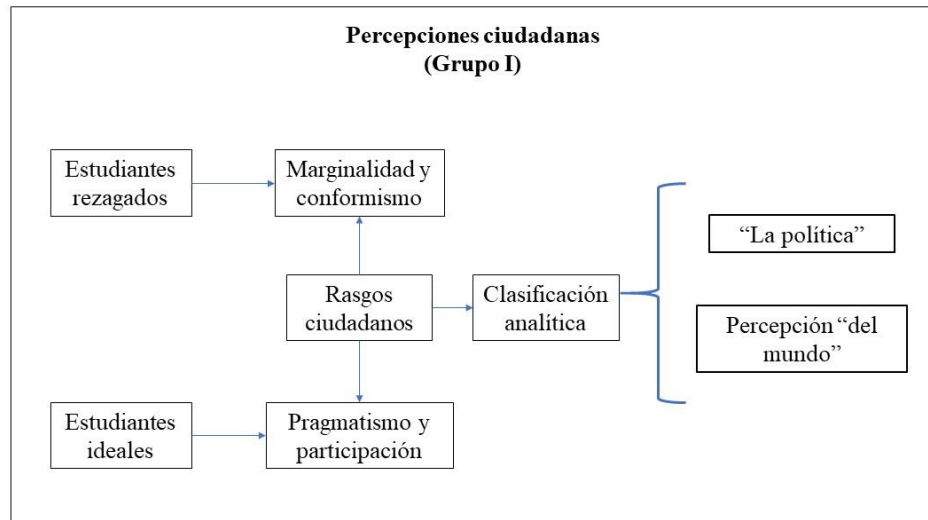 Percepciones ciudadanas
(Grupo I)
Estudiantes
rezagados
Marginalidad y
conformismo
“La política”
Rasgos
ciudadanos
Clasificación
analítica
Percepción “del
mundo”
Estudiantes
ideales
Pragmatismo y
participación